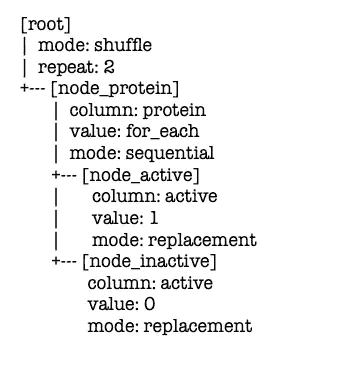 [root]
| mode: shuffle
| repeat: 2
+--- [node_protein]
| column: protein
| value: for_each
| mode: sequential
+--- [node_active]
| column: active
| value: 1
| mode: replacement
+--- [node_inactive]
column: active
value: 0
mode: replacement